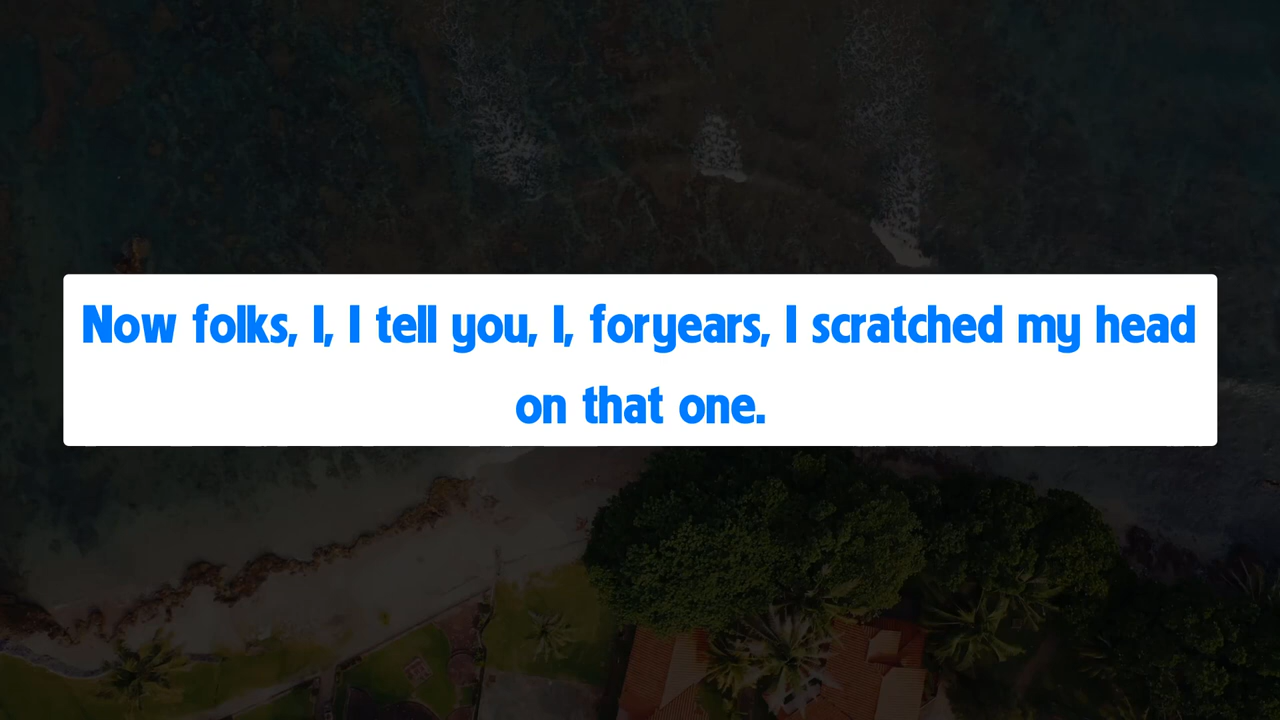 Now folks, I, I tell you, I, foryears, I scratched my head
on that one.